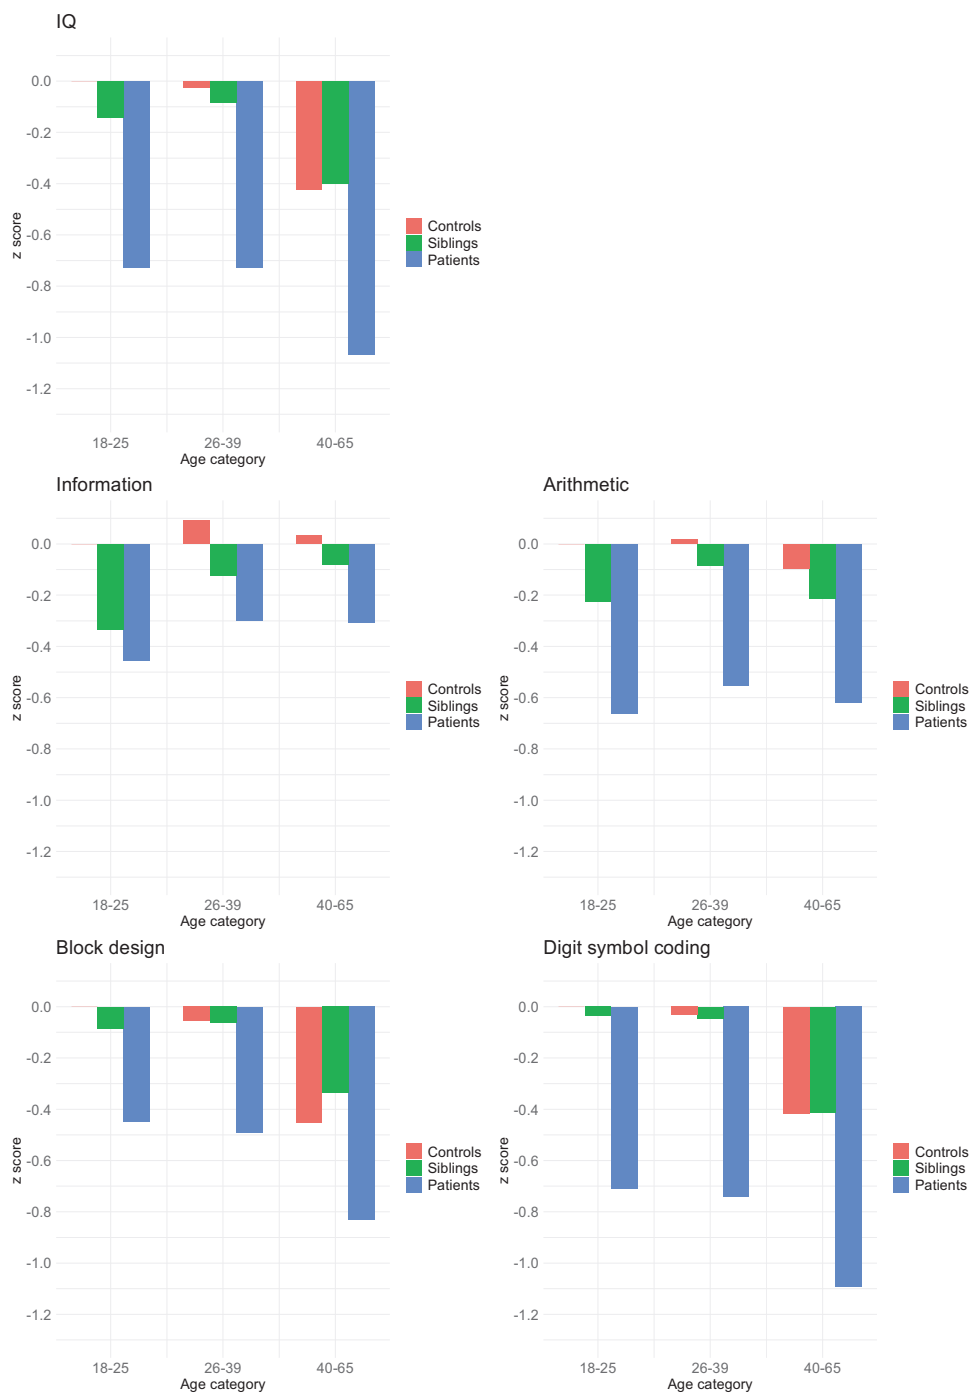 IQ
0.0
-0.2
-0.4
-0.6
-0.8
-1.0
-1.2
z score
18-25 26-39 40-65
Age category
Controls
Siblings
Patients
Information
0.0
-0.2
-0.4
-0.6
-0.8
-1.0
-1.2
z score
18-25 26-39 40-65
Age category
Controls
Siblings
Patients
Arithmetic
0.0
-0.2
-0.4
-0.6
-0.8
-1.0
-1.2
z score
18-25 26-39 40-65
Age category
Controls
Siblings
Patients
Block design
0.0
-0.2
-0.4
-0.6
-0.8
-1.0
-1.2
z score
18-25 26-39 40-65
Age category
Controls
Siblings
Patients
Digit symbol coding
0.0
-0.2
-0.4
-0.6
-0.8
-1.0
-1.2
z score
18-25 26-39 40-65
Age category
Controls
Siblings
Patients